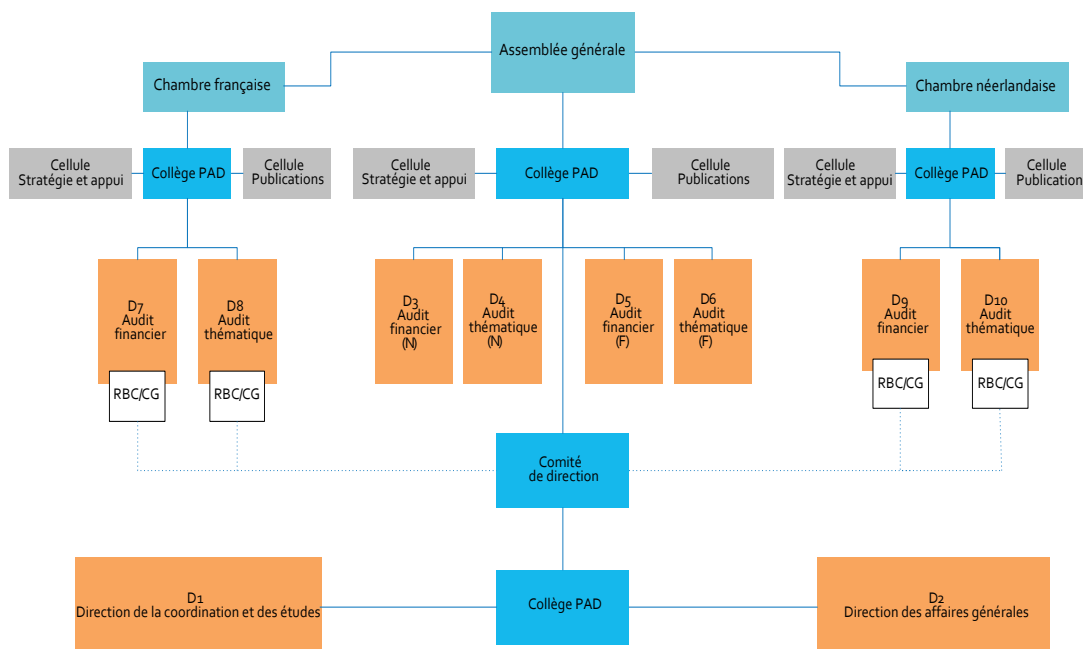 Assemblée générale
Chambre française
Chambre néerlandaise
Cellule
Stratégie et appui
Collège PAD
Cellule
Publications
Cellule
Stratégie et appui
Collège PAD
Cellule
Publications
Cellule
Stratégie et appui
Collège PAD
Cellule
Publication
D7
Audit
financier
D8
Audit
thématique
D3
Audit
financier
(N)
D4
Audit
thématique
(N)
D5
Audit
financier
(F)
D6
Audit
thématique
(F)
D9
Audit
financier
D10
Audit
thématique
RBC/CG
RBC/CG
RBC/CG
RBC/CG
Comité
de direction
D1
Direction de la coordination et des études
Collège PAD
D2
Direction des affaires générales